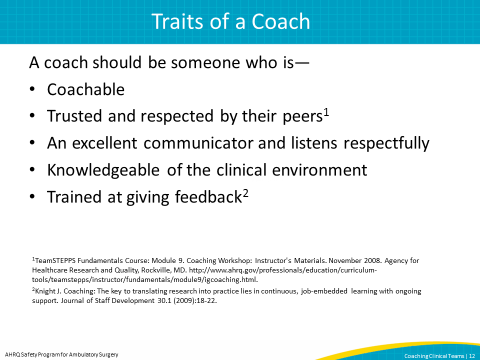 Traits of a Coach
A coach should be someone who is—
• Coachable
• Trusted and respected by their peers1
• An excellent communicator and listens respectfully
• Knowledgeable of the clinical environment
• Trained at giving feedback2
1TeamSTEPPS Fundamentals Course: Module 9. Coaching Workshop: Instructor's Materials. November 2008. Agency for
Healthcare Research and Quality, Rockville, MD. http://www.ahrq.gov/professionals/education/curriculum-
tools/teamstepps/instructor/fundamentals/module9/igcoaching.html.
2Knight J. Coaching: The key to translating research into practice lies in continuous, job-embedded learning with ongoing
support. Journal of Staff Development 30.1 (2009):18-22.
AHRQ Safety Program for Ambulatory Surgery
Coaching Clinical Teams | 12